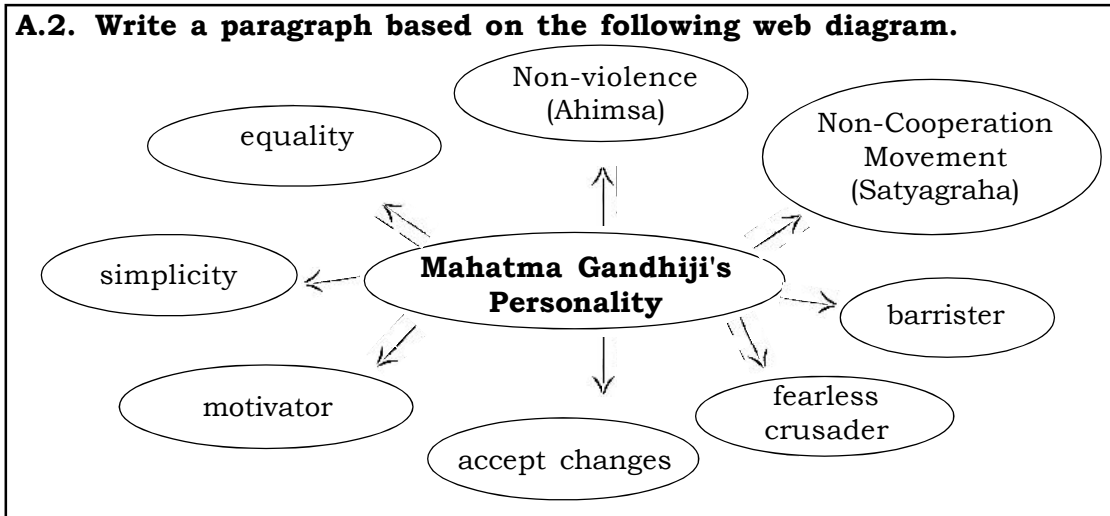 A.2. Write a paragraph based on the following web diagram.
Non-violence
(Ahimsa)
equality
Non-Cooperation
Movement
(Satyagraha)
simplicity
Mahatma Gandhiji's
Personality
barrister
motivator
fearless
crusader
accept changes